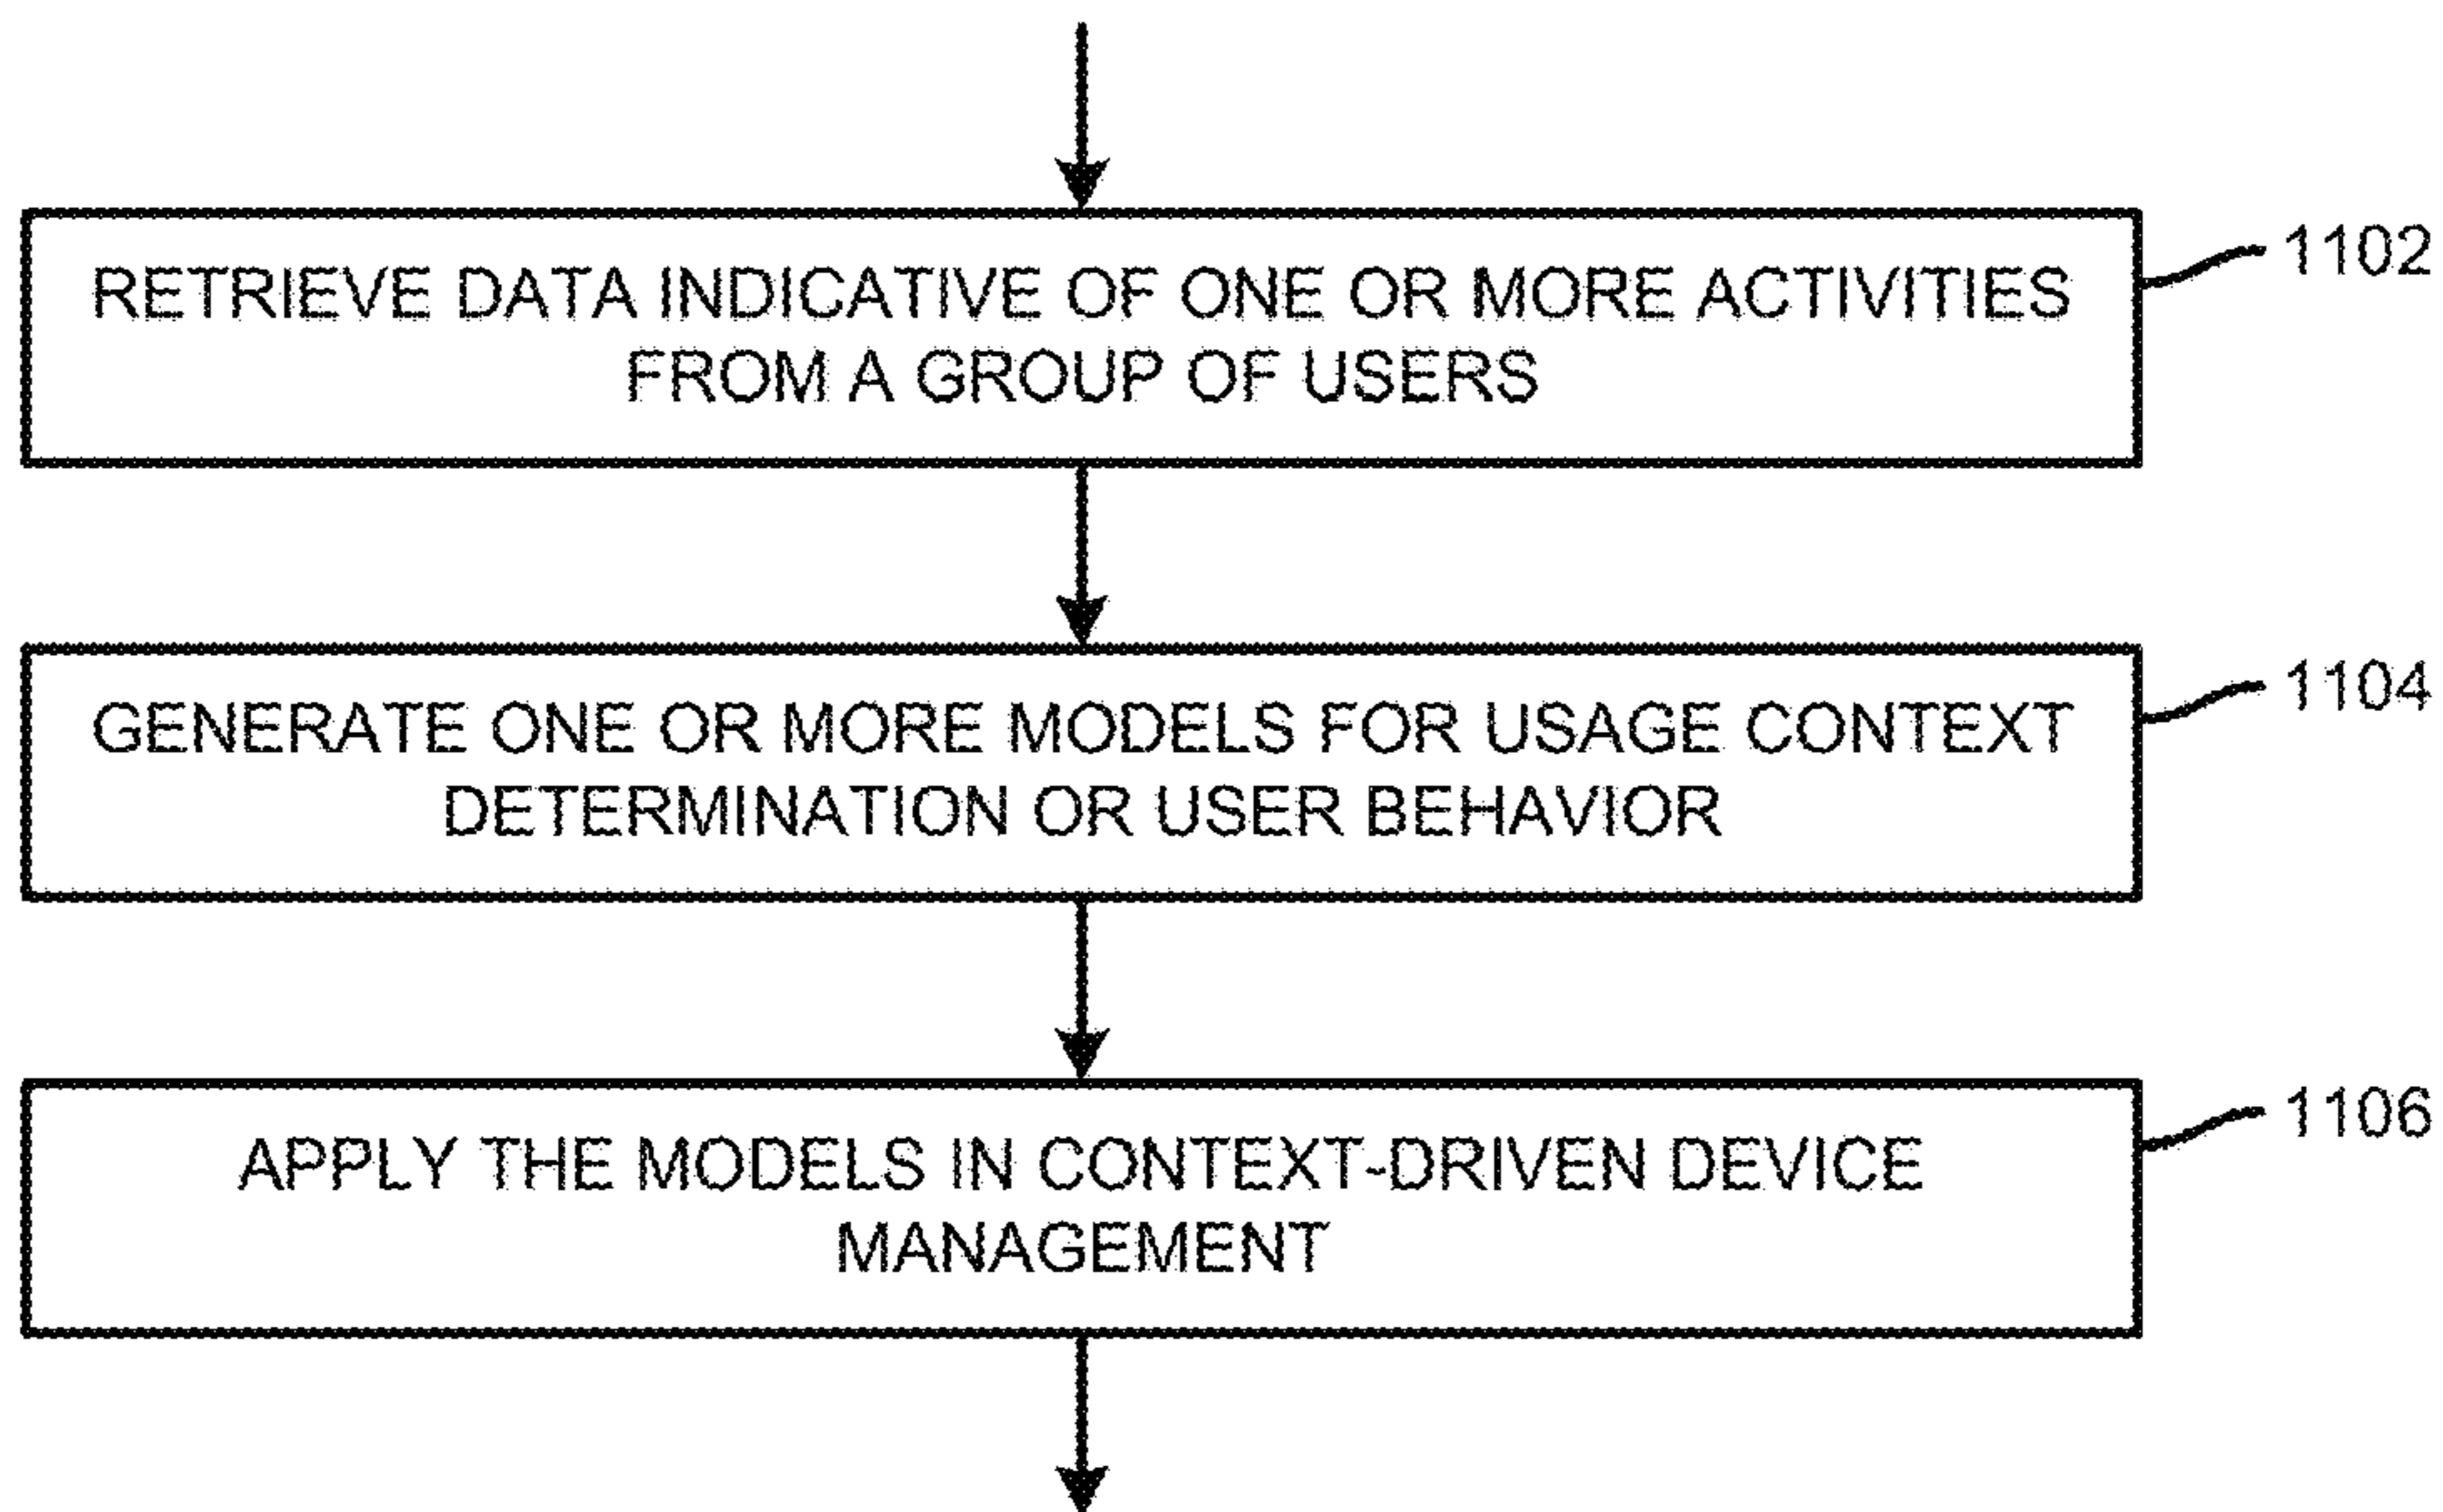 RETRIEVE DATA INDICATIVE OF ONE OR MORE ACTIVITIES
FROM A GROUP OF USERS
1102
GENERATE ONE OR MORE MODELS FOR USAGE CONTEXT
DETERMINATION OR USER BEHAVIOR
1104
APPLY THE MODELS IN CONTEXT-DRIVEN DEVICE
MANAGEMENT
1106